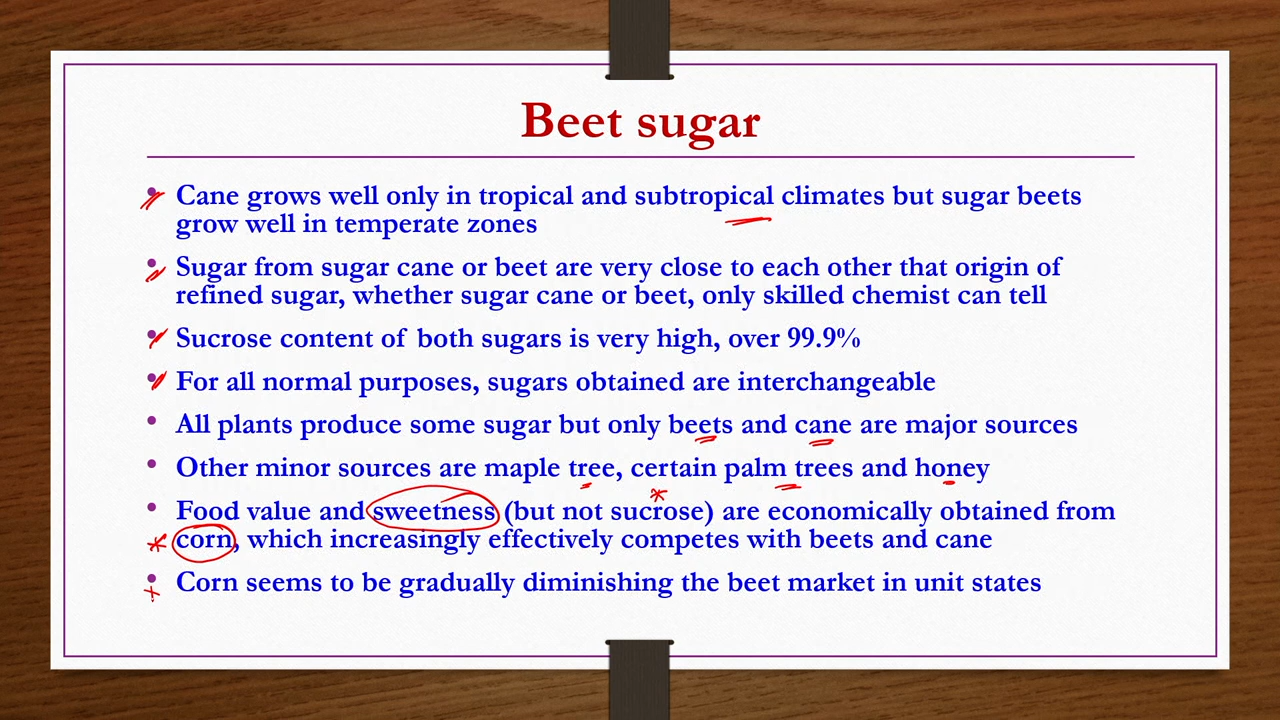 Beet sugar
• Cane grows well only in tropical and subtropical climates but sugar beets
grow well in temperate zones
• Sugar from sugar cane or beet are very close to each other that origin of
refined sugar, whether sugar cane or beet, only skilled chemist can tell
• Sucrose content of both sugars is very high, over 99.9%
• For all normal purposes, sugars obtained are interchangeable
• All plants produce some sugar but only beets and cane are major sources
• Other minor sources are maple tree, certain palm trees and honey
• Food value and sweetness (but not sucrose) are economically obtained from
corn, which increasingly effectively competes with beets and cane
• Corn seems to be gradually diminishing the beet market in unit states